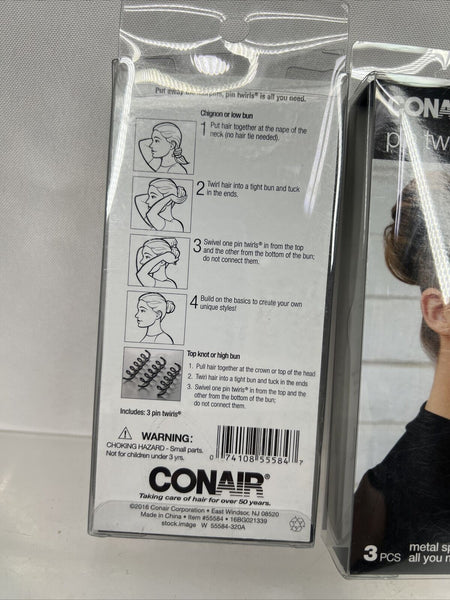 Put away the
pin twirls® is all you need.
Chignon or low bun
1 Put hair together at the nape of the
neck (no hair tie needed).
2 Twirl hair into a tight bun and tuck
in the ends.
3 Swivel one pin twirls® in from the top
and the other from the bottom of the bun;
do not connect them.
4 Build on the basics to create your own
unique styles!
Top knot or high bun
1. Pull hair together at the crown or top of the head
2. Twirl hair into a tight bun and tuck in the ends
3. Swivel one pin twirls® in from the top and the
other from the bottom of the bun;
do not connect them.
Includes: 3 pin twirls®
WARNING:
CHOKING HAZARD - Small parts.
Not for children under 3 yrs.
0 74108 55584 7
CONAIR®
Taking care of hair for over 50 years.
©2016 Conair Corporation • East Windsor, NJ 08520
Made in China • Item #55584 • 16BG021339
stock.image W 55584-320A
CONA
p tw
3 PCS
metal sp
all you n